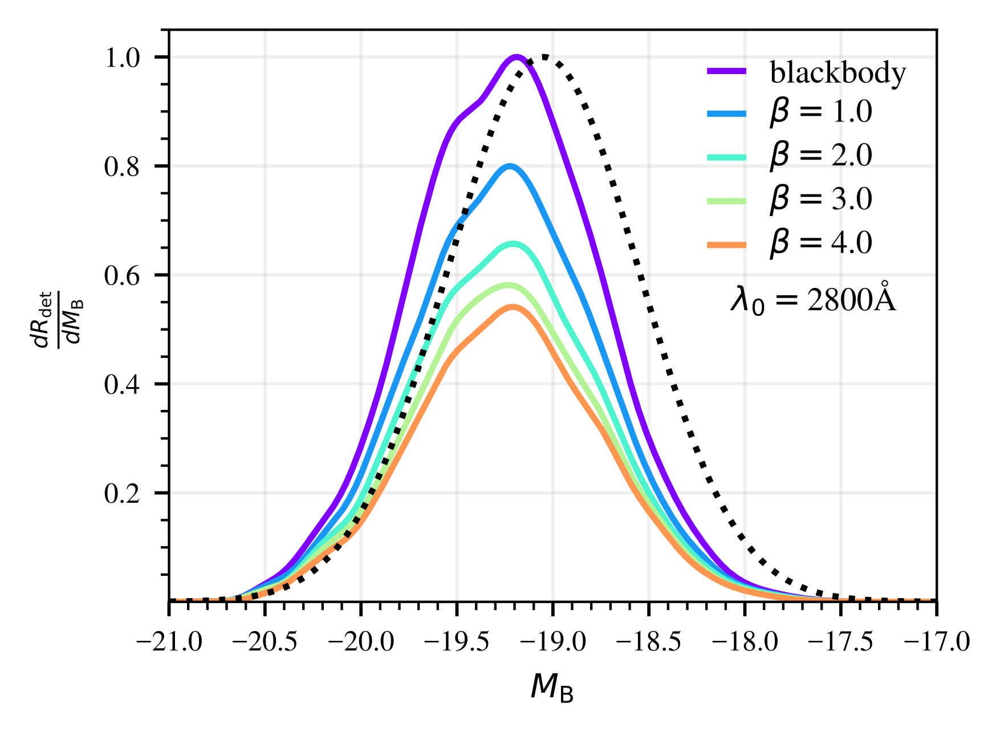 1.0
0.8
0.6
0.4
0.2
dR_det
dM_B
blackbody
β = 1.0
β = 2.0
β = 3.0
β = 4.0
λ₀ = 2800Å
−21.0 −20.5 −20.0 −19.5 −19.0 −18.5 −18.0 −17.5 −17.0
M_B